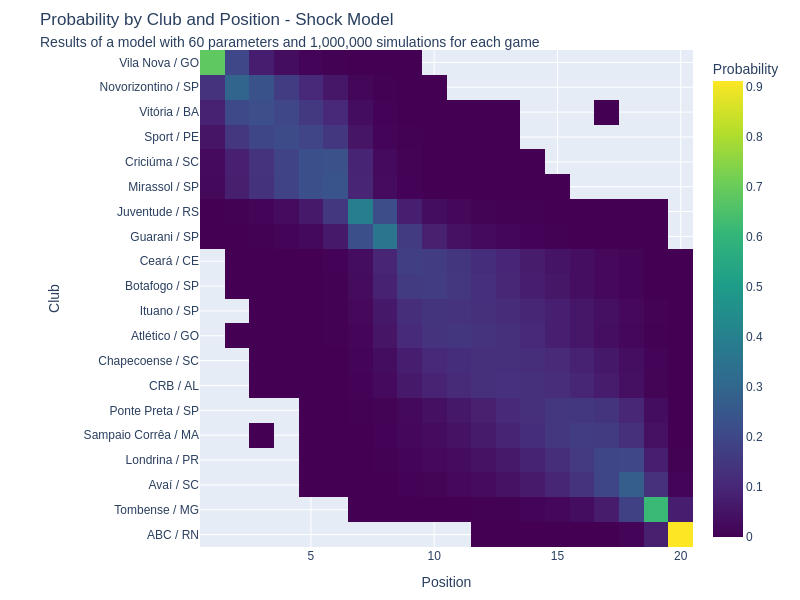 Probability by Club and Position - Shock Model
Results of a model with 60 parameters and 1,000,000 simulations for each game
Probability
Club
Vila Nova / GO
Novorizontino / SP
Vitória / BA
Sport / PE
Criciúma / SC
Mirassol / SP
Juventude / RS
Guarani / SP
Ceará / CE
Botafogo / SP
Ituano / SP
Atlético / GO
Chapecoense / SC
CRB / AL
Ponte Preta / SP
Sampaio Corrêa / MA
Londrina / PR
Avaí / SC
Tombense / MG
ABC / RN
0.9
0.8
0.7
0.6
0.5
0.4
0.3
0.2
0.1
0
5 10 15 20
Position